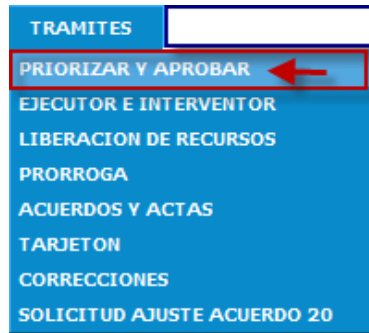 TRAMITES
PRIORIZAR Y APROBAR
EJECUTOR E INTERVENTOR
LIBERACION DE RECURSOS
PRORROGA
ACUERDOS Y ACTAS
TARJETON
CORRECCIONES
SOLICITUD AJUSTE ACUERDO 20